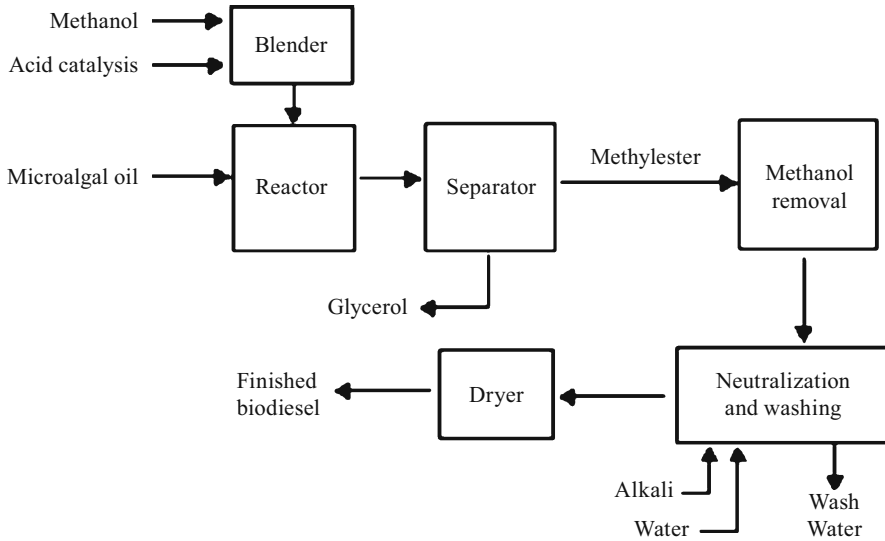 Methanol
Blender
Acid catalysis
Microalgal oil
Reactor
Separator
Methylester
Methanol
removal
Glycerol
Finished
biodiesel
Dryer
Neutralization
and washing
Alkali
Water
Wash
Water